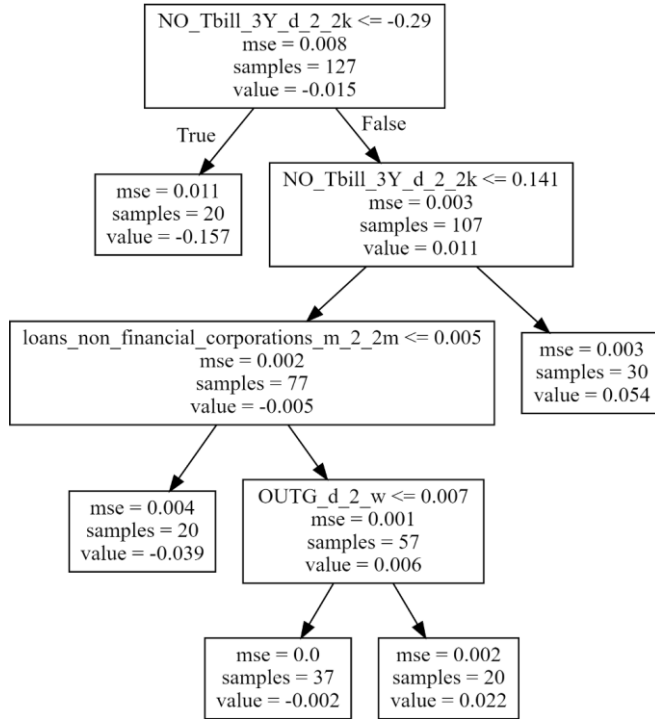 NO_Tbill_3Y_d_2_2k <= -0.29
mse = 0.008
samples = 127
value = -0.015
True
False
mse = 0.011
samples = 20
value = -0.157
NO_Tbill_3Y_d_2_2k <= 0.141
mse = 0.003
samples = 107
value = 0.011
loans_non_financial_corporations_m_2_2m <= 0.005
mse = 0.002
samples = 77
value = -0.005
mse = 0.003
samples = 30
value = 0.054
mse = 0.004
samples = 20
value = -0.039
OUTG_d_2_w <= 0.007
mse = 0.001
samples = 57
value = 0.006
mse = 0.0
samples = 37
value = -0.002
mse = 0.002
samples = 20
value = 0.022